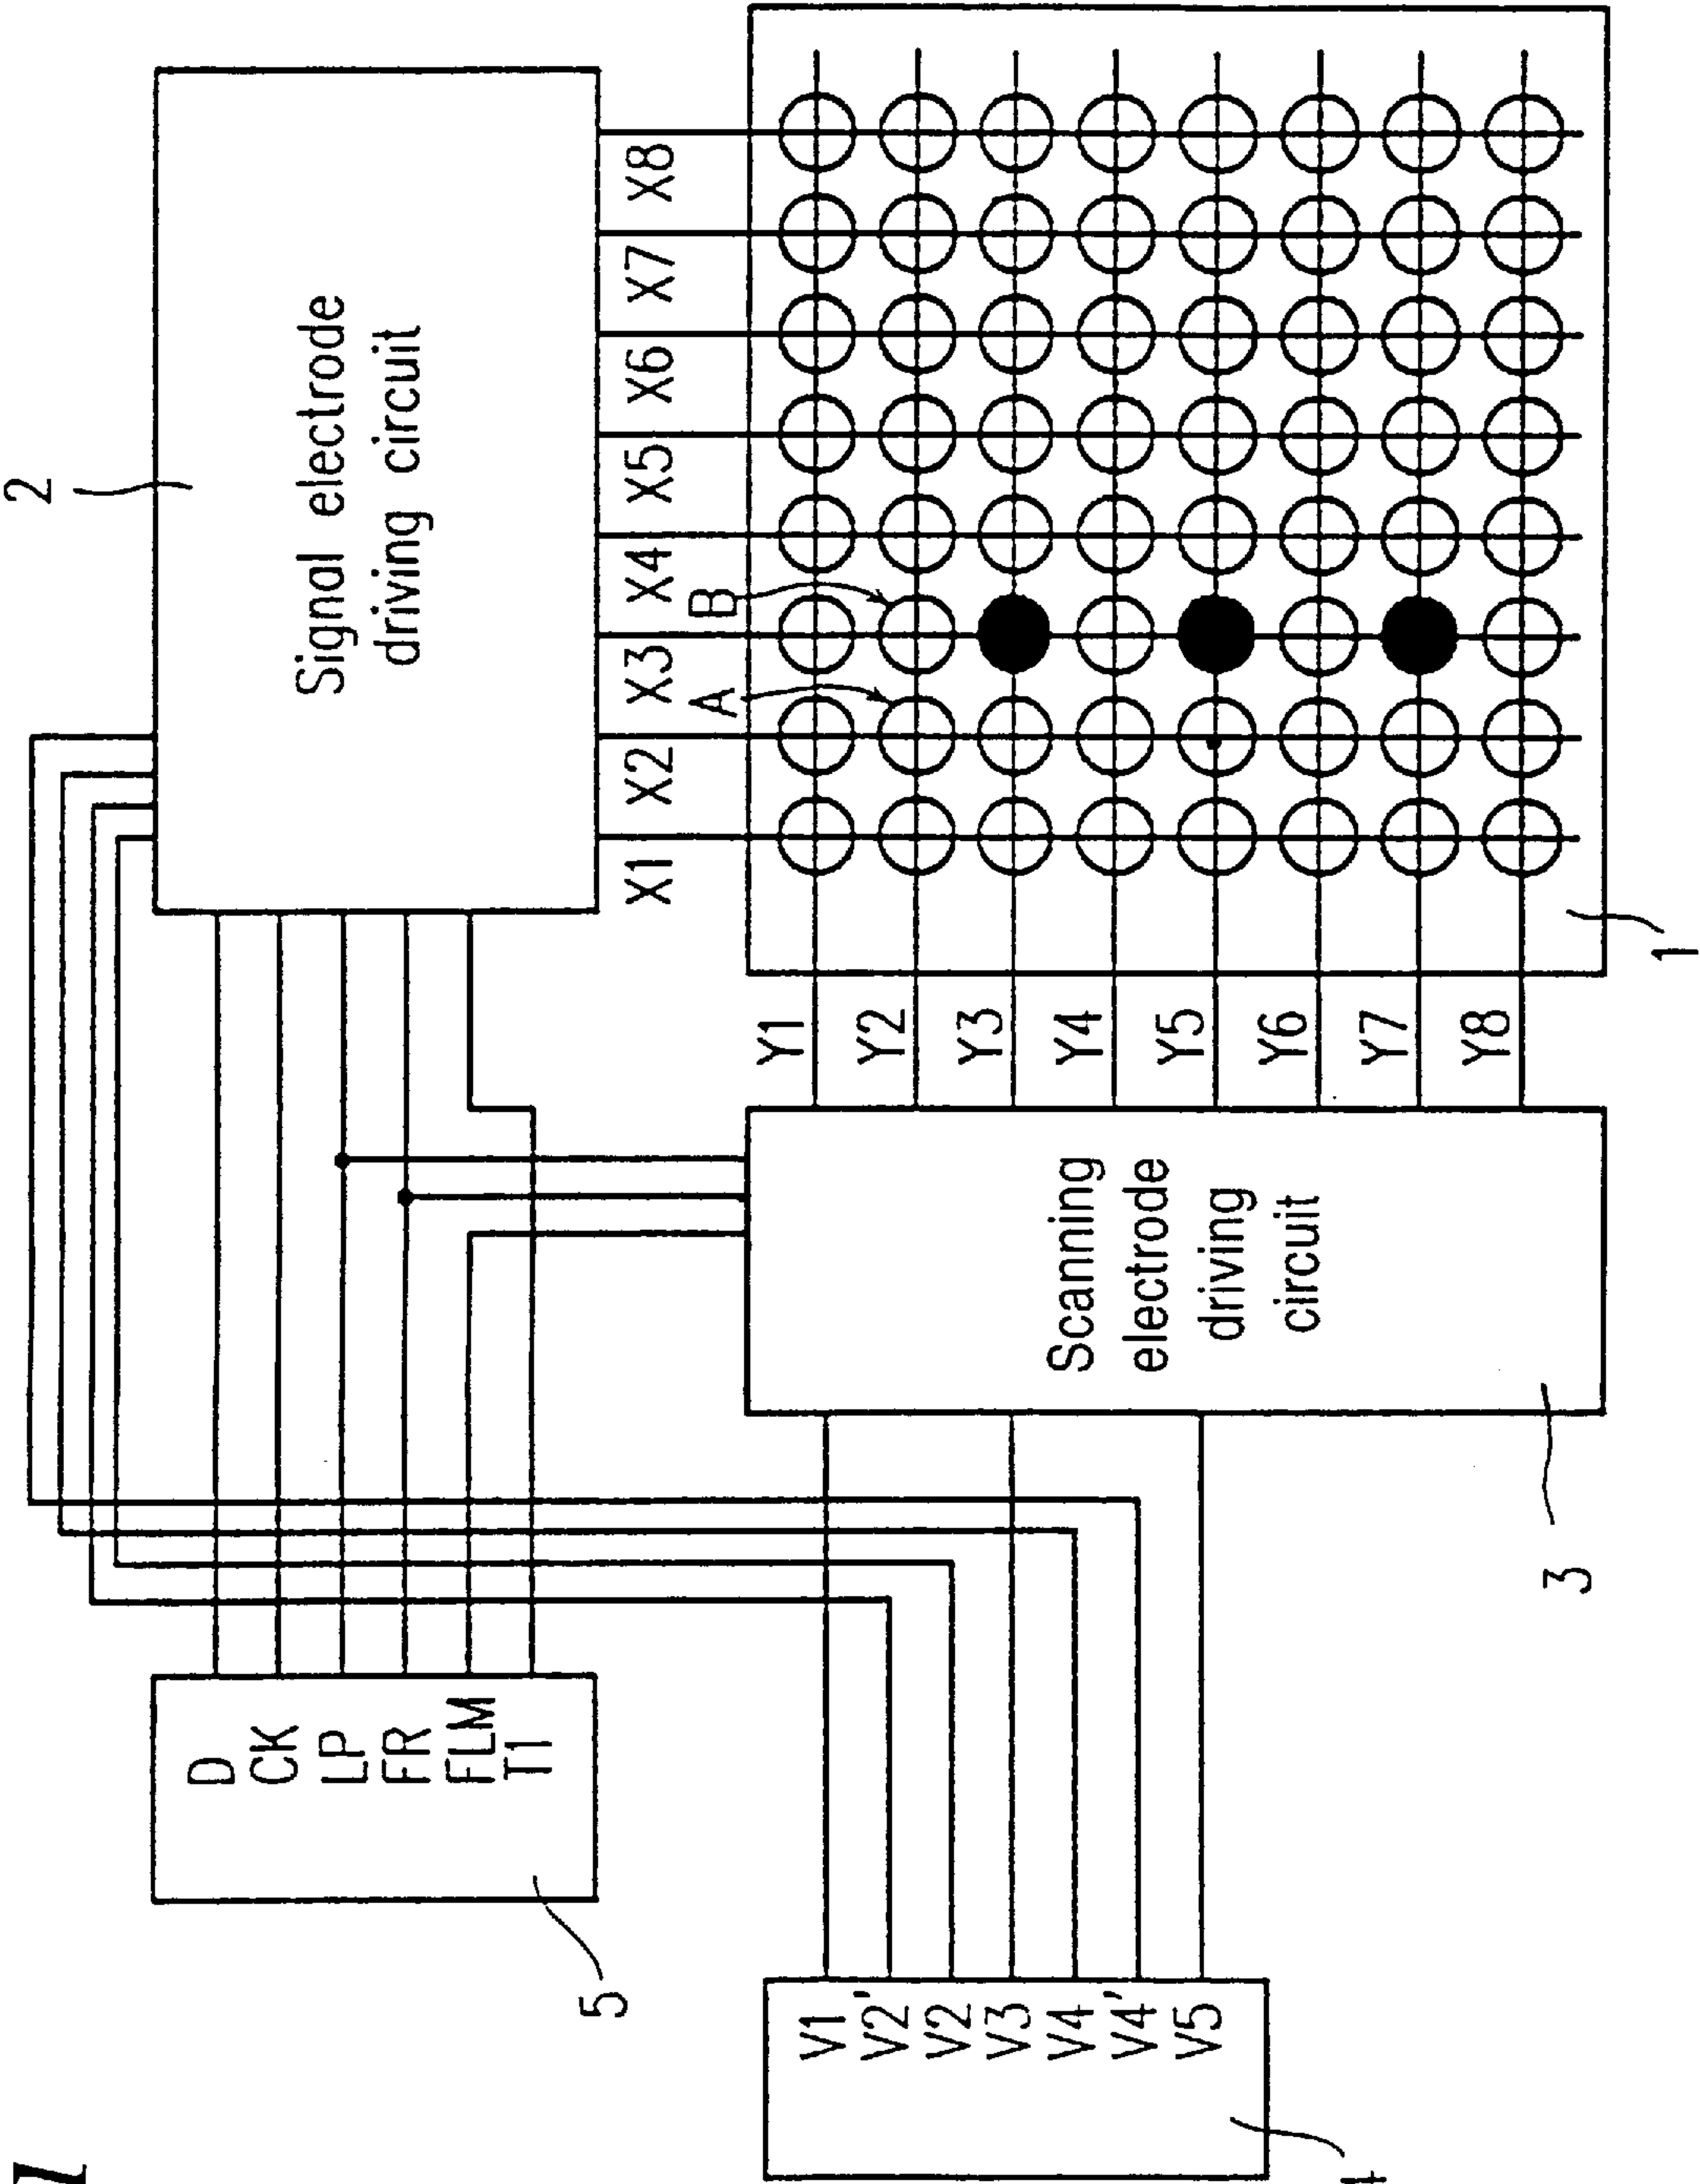 2
Signal electrode
driving circuit
D
CK
LP
FR
FLM
T1
5
X1
X2
X3
X4
X5
X6
X7
X8
A
B
V1
V2'
V2
V3
V4
V4'
V5
Scanning
electrode
driving
circuit
3
Y1
Y2
Y3
Y4
Y5
Y6
Y7
Y8
1